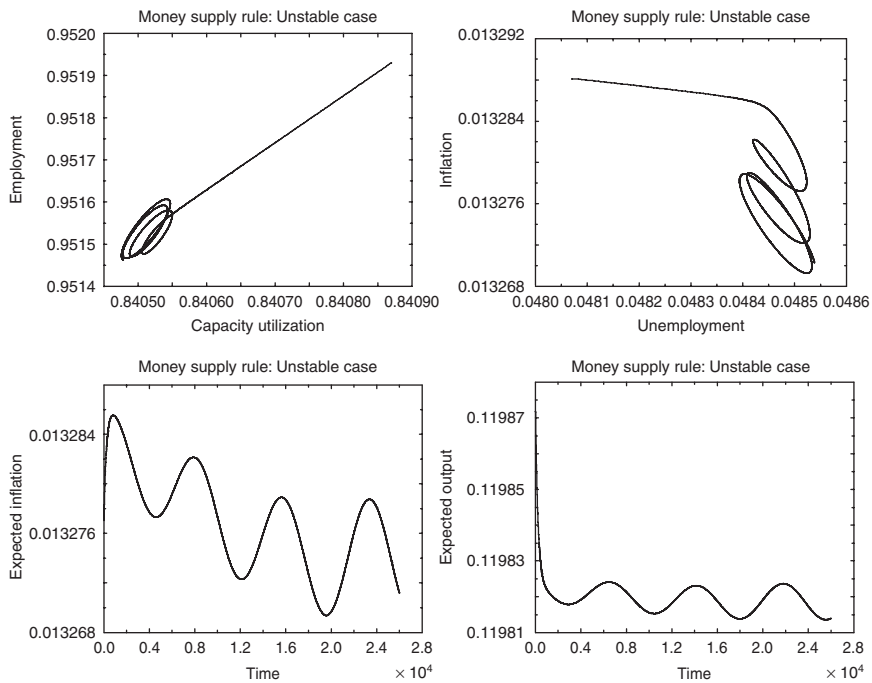 Money supply rule: Unstable case
0.9520
0.9519
0.9518
0.9517
0.9516
0.9515
0.9514
Employment
0.84050 0.84060 0.84070 0.84080 0.84090
Capacity utilization
Money supply rule: Unstable case
0.013292
0.013284
0.013276
0.013268
Inflation
0.0480 0.0481 0.0482 0.0483 0.0484 0.0485 0.0486
Unemployment
Money supply rule: Unstable case
0.013284
0.013276
0.013268
Expected inflation
0.0 0.4 0.8 1.2 1.6 2.0 2.4 2.8
Time
× 10⁴
Money supply rule: Unstable case
0.11987
0.11985
0.11983
0.11981
Expected output
0.0 0.4 0.8 1.2 1.6 2.0 2.4 2.8
Time
× 10⁴